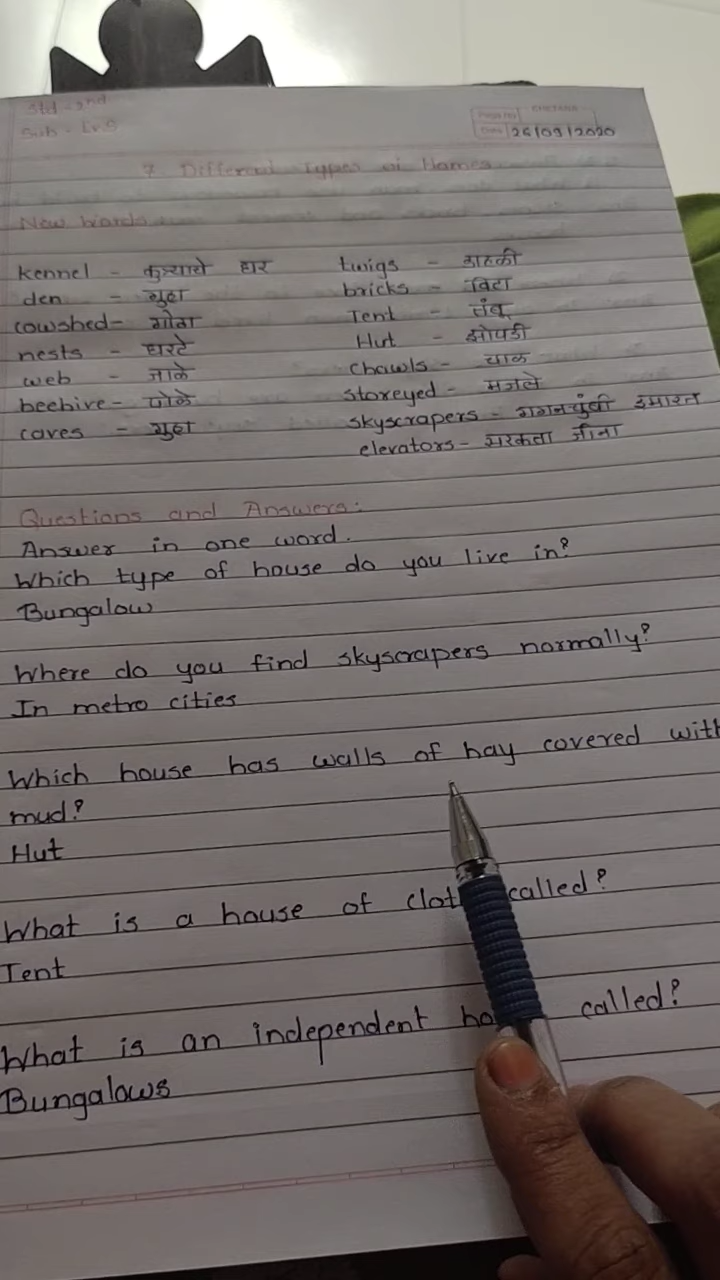 Std - 2nd
Sub - EVS
Date 26/09/2020
7. Different Types of Homes
New Words
kennel - कुत्र्याचे घर
den - गुहा
cowshed - गोठा
nests - घरटे
web - जाळे
beehive - पोळे
caves - गुहा
twigs - डाहळी
bricks - विटा
Tent - तंबू
Hut - झोपडी
Chawls - चाळ
storeyed - मजले
skyscrapers - गगनचुंबी इमारत
elevators - सरकता जीना
Questions and Answers:
Answer in one word.
Which type of house do you live in?
Bungalow
Where do you find skyscrapers normally?
In metro cities
Which house has walls of hay covered with
mud?
Hut
What is a house of clot called?
Tent
What is an independent ho called?
Bungalows